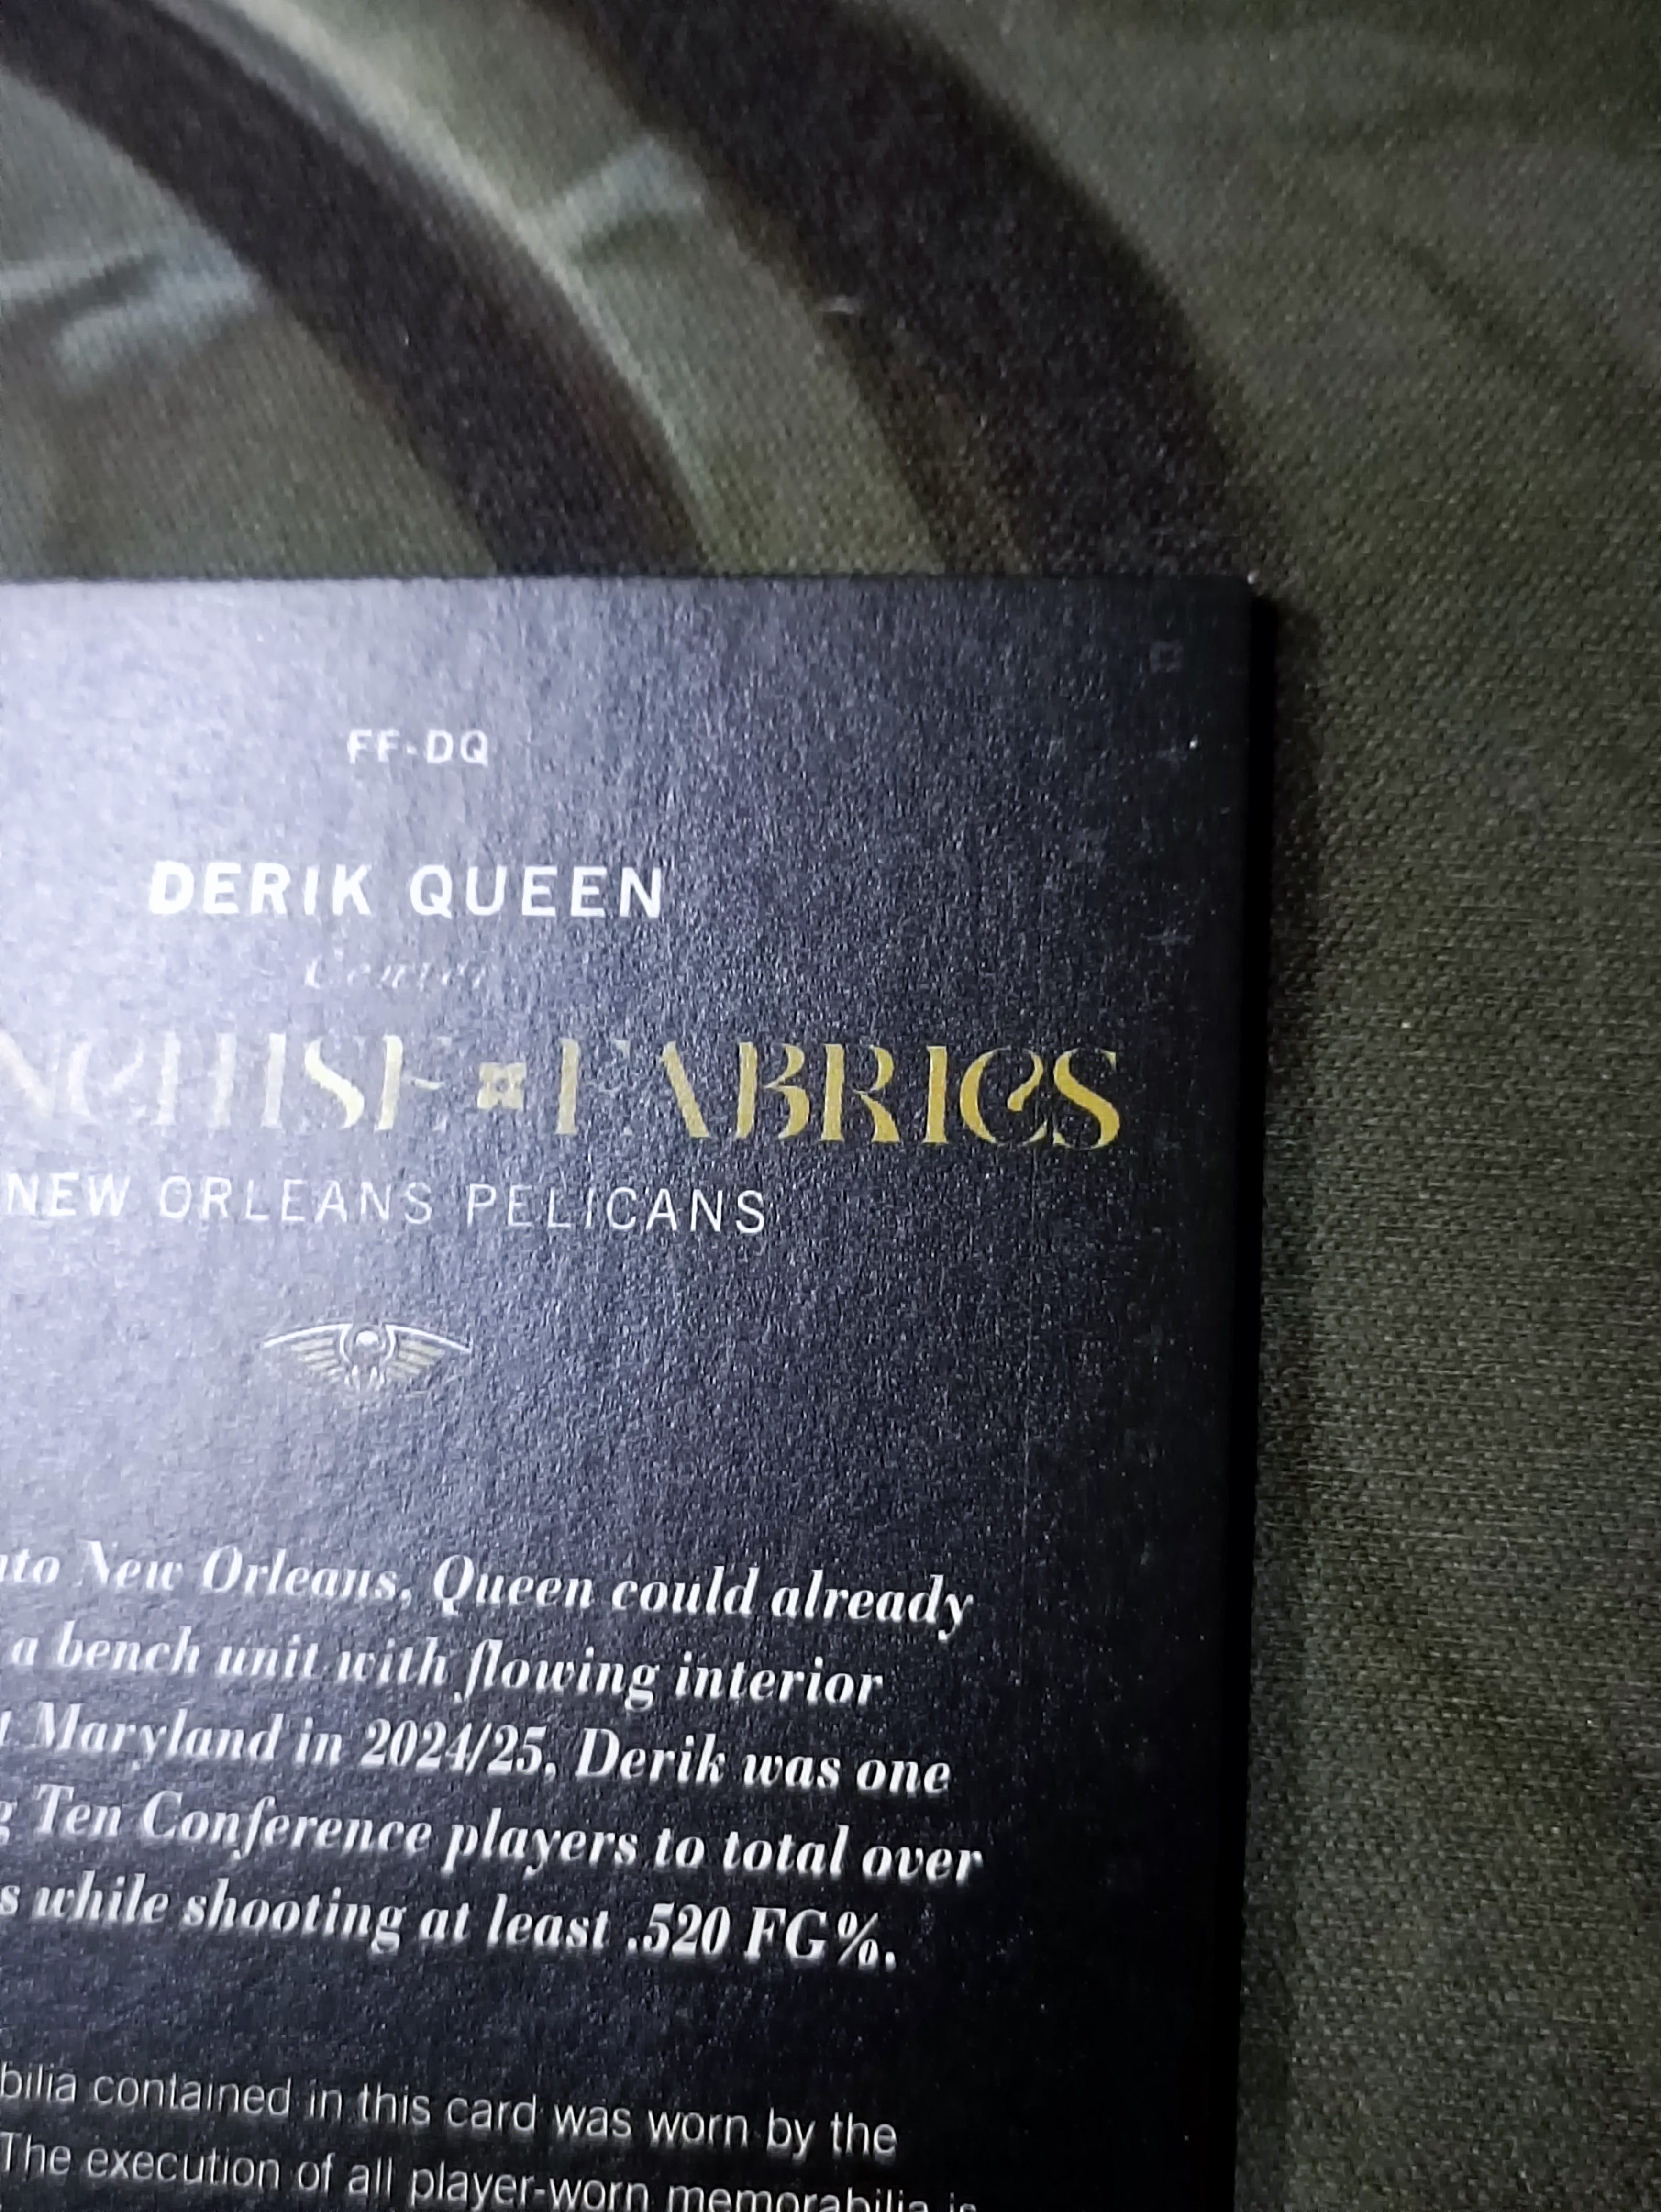 FF-DQ
DERIK QUEEN
Center
NCHISE FABRICS
NEW ORLEANS PELICANS
nto New Orleans, Queen could already
a bench unit with flowing interior
Maryland in 2024/25, Derik was one
g Ten Conference players to total over
s while shooting at least .520 FG%.
bilia contained in this card was worn by the
The execution of all player-worn memorabilia is